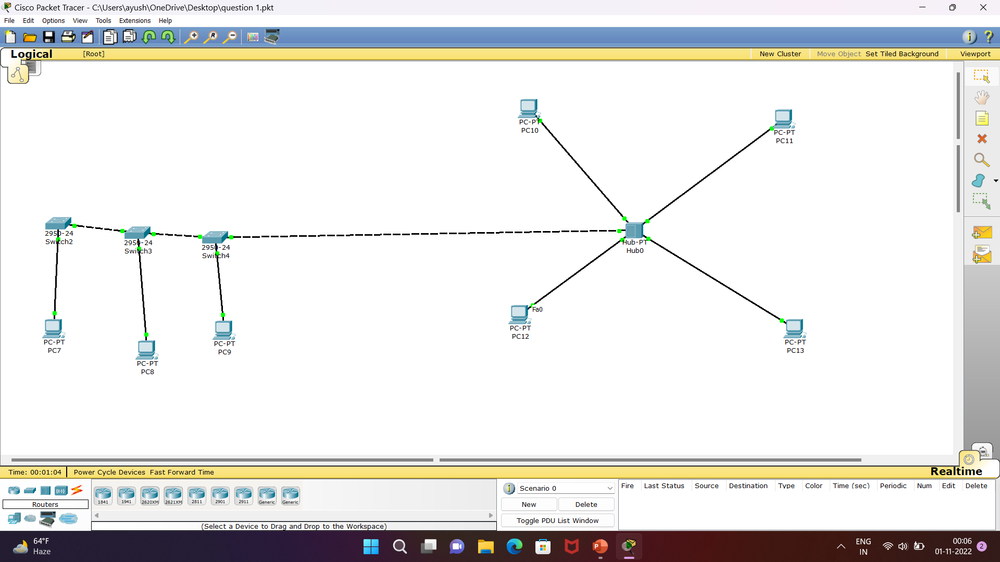 Cisco Packet Tracer - C:\Users\ayush\OneDrive\Desktop\question 1.pkt
File Edit Options View Tools Extensions Help
Logical [Root] New Cluster Move Object Set Tiled Background Viewport
PC-PT
PC10
PC-PT
PC11
2950-24
Switch2
2950-24
Switch3
2950-24
Switch4
Hub-PT
Hub0
Fa0
PC-PT
PC12
PC-PT
PC7
PC-PT
PC8
PC-PT
PC9
PC-PT
PC13
Time: 00:01:04 Power Cycle Devices Fast Forward Time Realtime
Routers
1841 1941 2620XM 2621XM 2811 2901 2911 Generic Generic
(Select a Device to Drag and Drop to the Workspace)
Scenario 0
New Delete
Toggle PDU List Window
Fire Last Status Source Destination Type Color Time (sec) Periodic Num Edit Delete
64°F
Haze
ENG
IN
00:06
01-11-2022
2